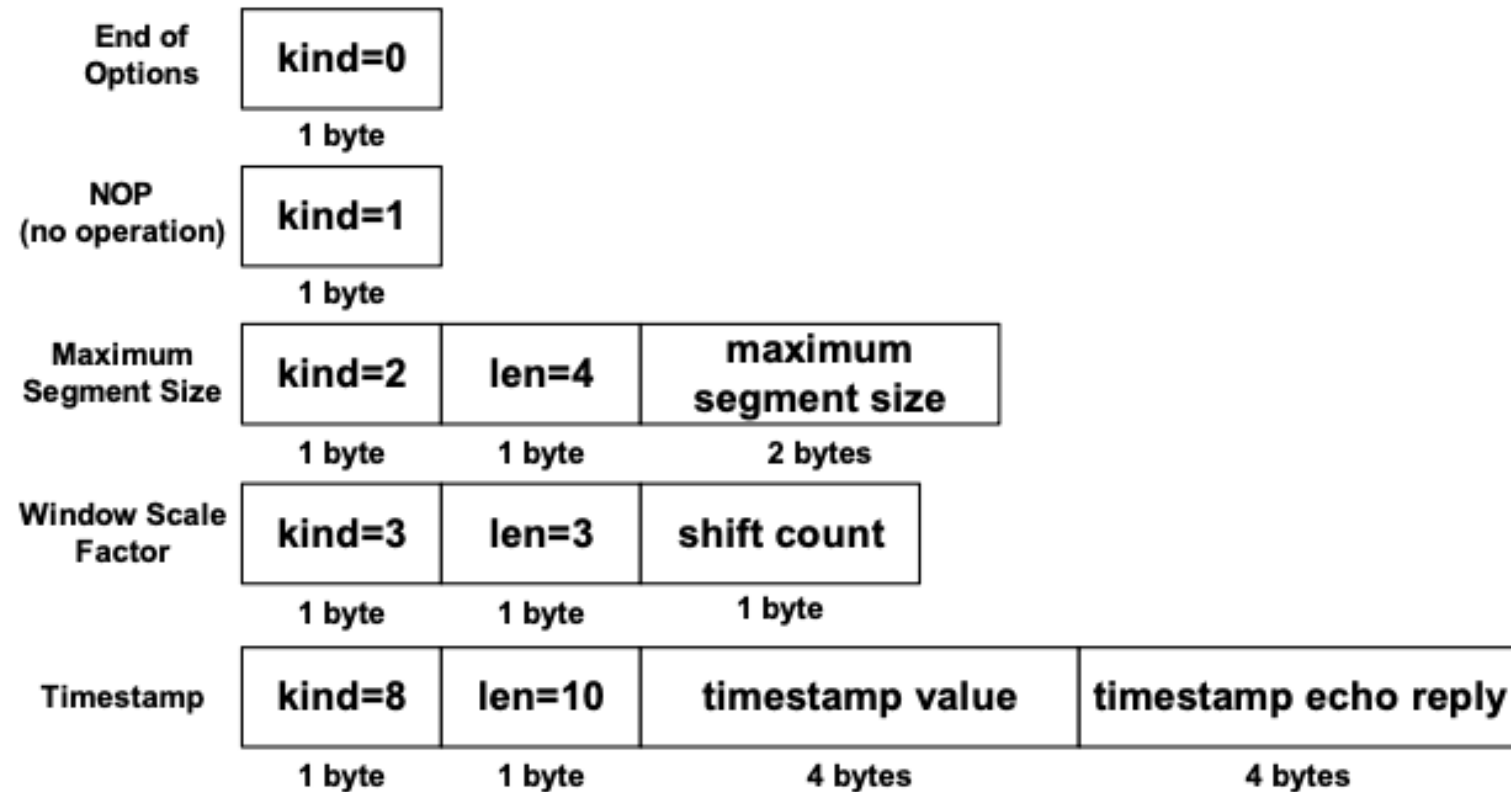 End of
Options
kind=0
1 byte
NOP
(no operation)
kind=1
1 byte
Maximum
Segment Size
kind=2
len=4
maximum
segment size
1 byte
1 byte
2 bytes
Window Scale
Factor
kind=3
len=3
shift count
1 byte
1 byte
1 byte
Timestamp
kind=8
len=10
timestamp value
timestamp echo reply
1 byte
1 byte
4 bytes
4 bytes